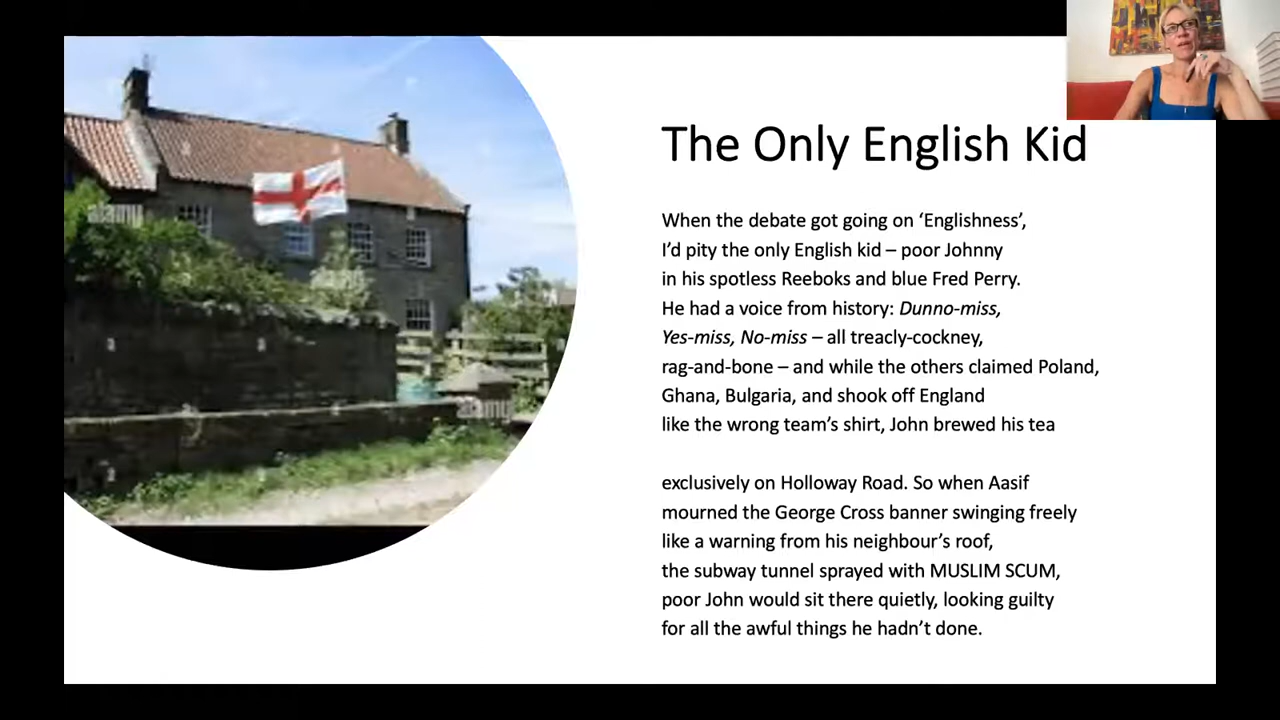 The Only English Kid
When the debate got going on ‘Englishness’,
I’d pity the only English kid – poor Johnny
in his spotless Reeboks and blue Fred Perry.
He had a voice from history: Dunno-miss,
Yes-miss, No-miss – all treacly-cockney,
rag-and-bone – and while the others claimed Poland,
Ghana, Bulgaria, and shook off England
like the wrong team’s shirt, John brewed his tea
exclusively on Holloway Road. So when Aasif
mourned the George Cross banner swinging freely
like a warning from his neighbour’s roof,
the subway tunnel sprayed with MUSLIM SCUM,
poor John would sit there quietly, looking guilty
for all the awful things he hadn’t done.
alamy
alamy